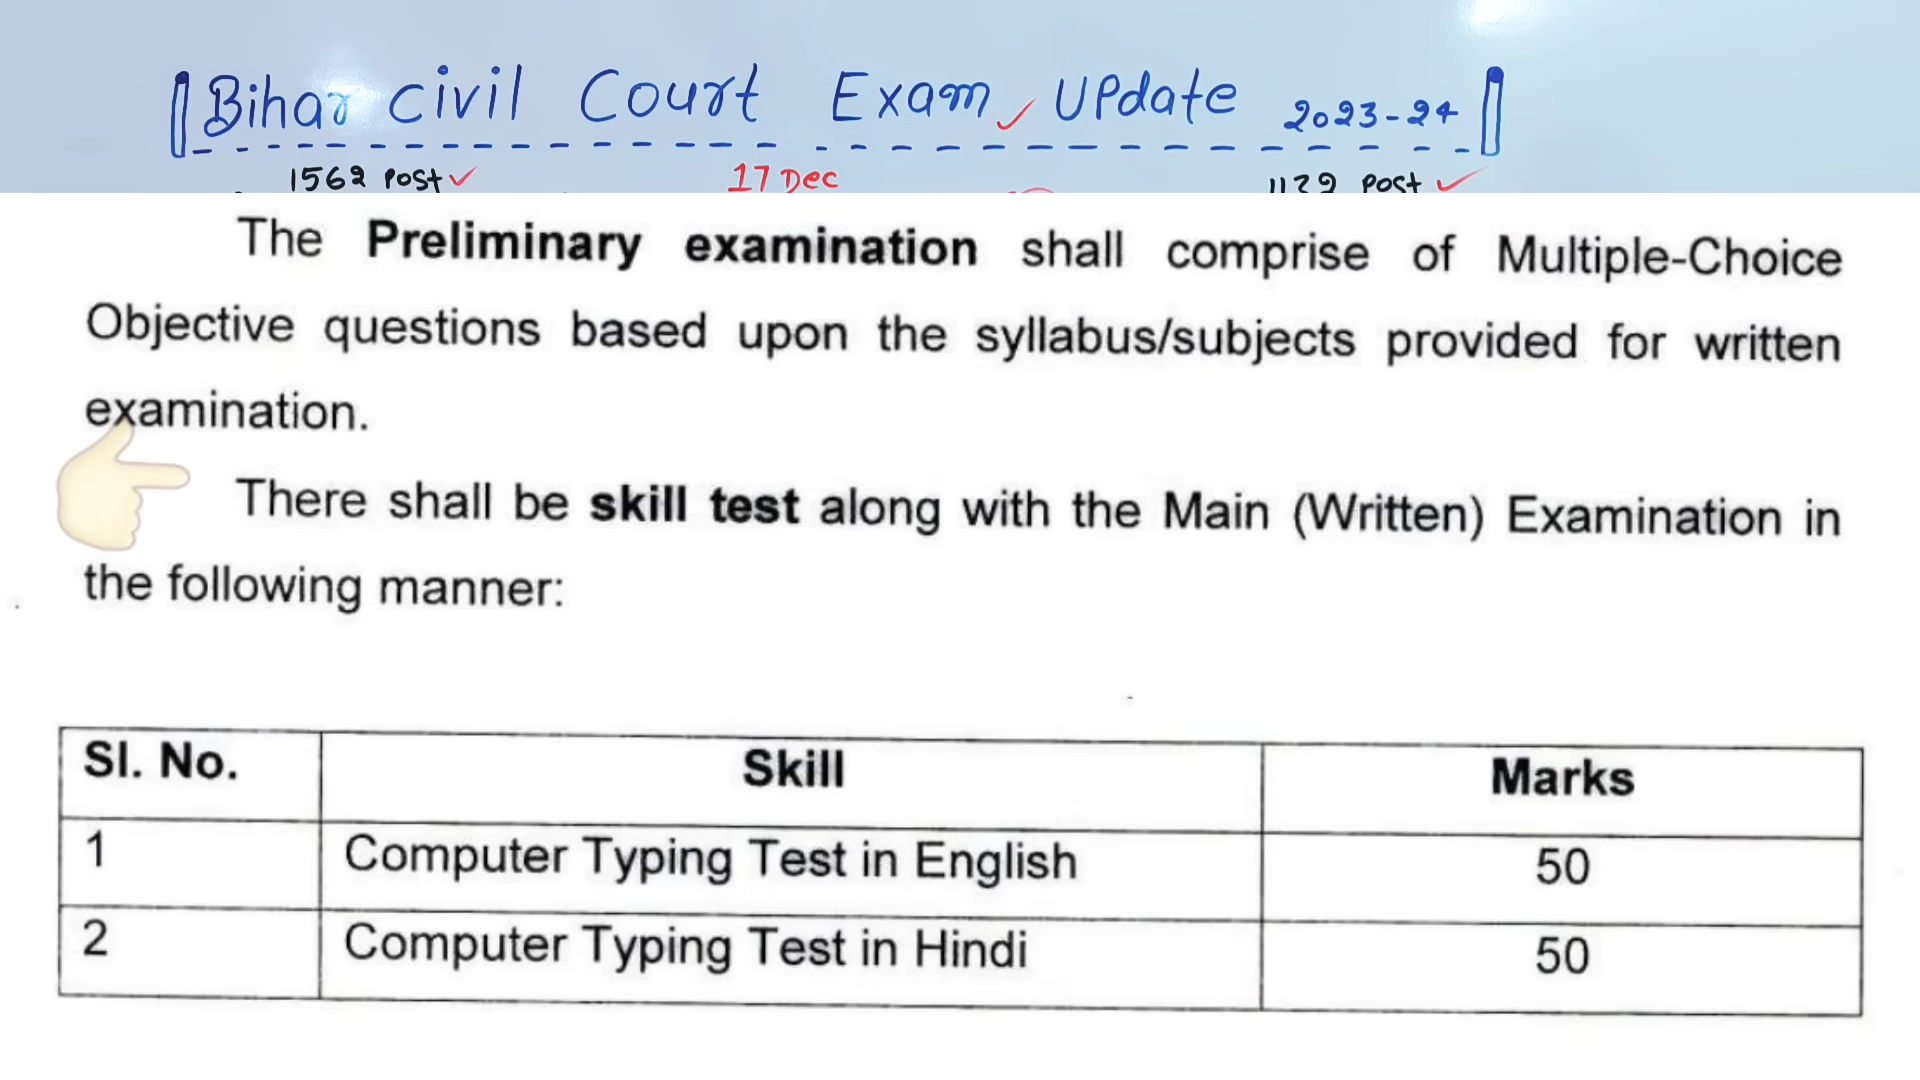 Bihar Civil Court Exam Update 2023-24
1562 Post 17 Dec Post
The Preliminary examination shall comprise of Multiple-Choice
Objective questions based upon the syllabus/subjects provided for written
examination.
There shall be skill test along with the Main (Written) Examination in
the following manner:
Sl. No. Skill Marks
1 Computer Typing Test in English 50
2 Computer Typing Test in Hindi 50